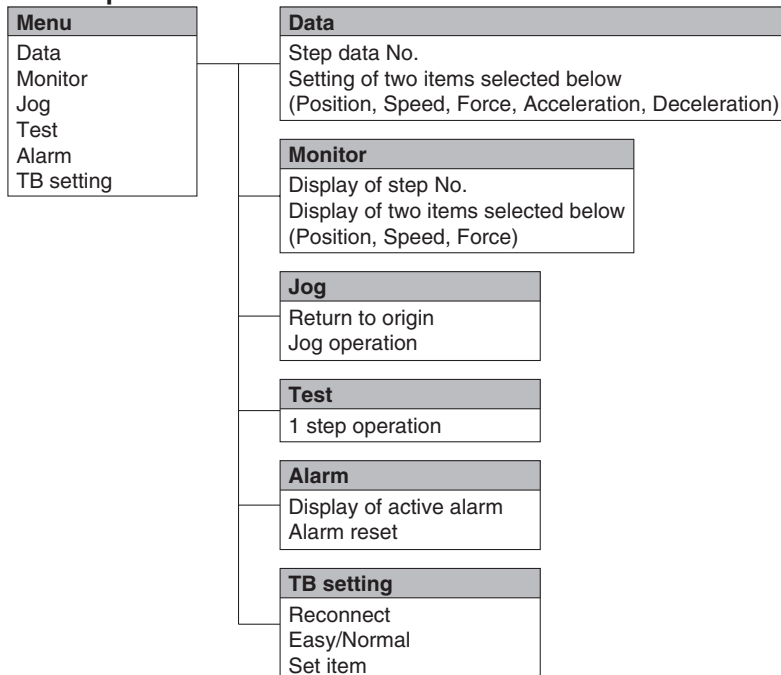 Menu
Data
Monitor
Jog
Test
Alarm
TB setting
Data
Step data No.
Setting of two items selected below
(Position, Speed, Force, Acceleration, Deceleration)
Monitor
Display of step No.
Display of two items selected below
(Position, Speed, Force)
Jog
Return to origin
Jog operation
Test
1 step operation
Alarm
Display of active alarm
Alarm reset
TB setting
Reconnect
Easy/Normal
Set item